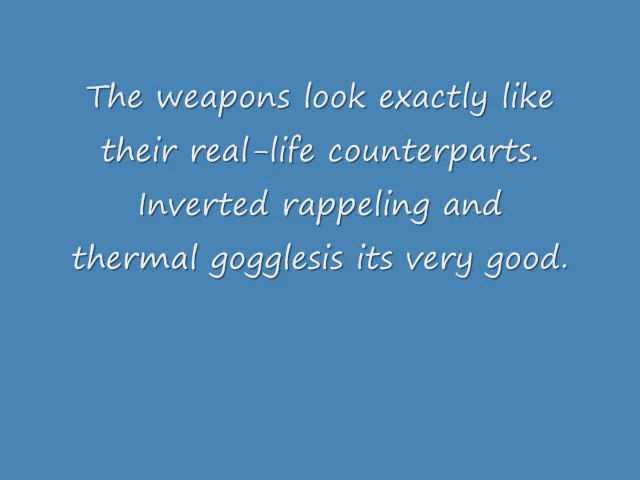 The weapons look exactly like
their real-life counterparts.
Inverted rappeling and
thermal gogglesis its very good.